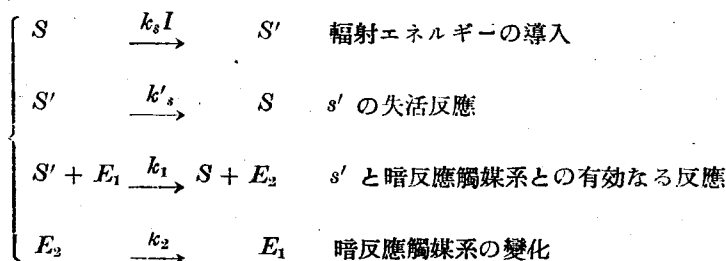 S k_s I → S' 輻射エネルギーの導入
S' k'_s → S s' の失活反應
S' + E₁ k₁ → S + E₂ s' と暗反應觸媒系との有効なる反應
E₂ k₂ → E₁ 暗反應觸媒系の變化